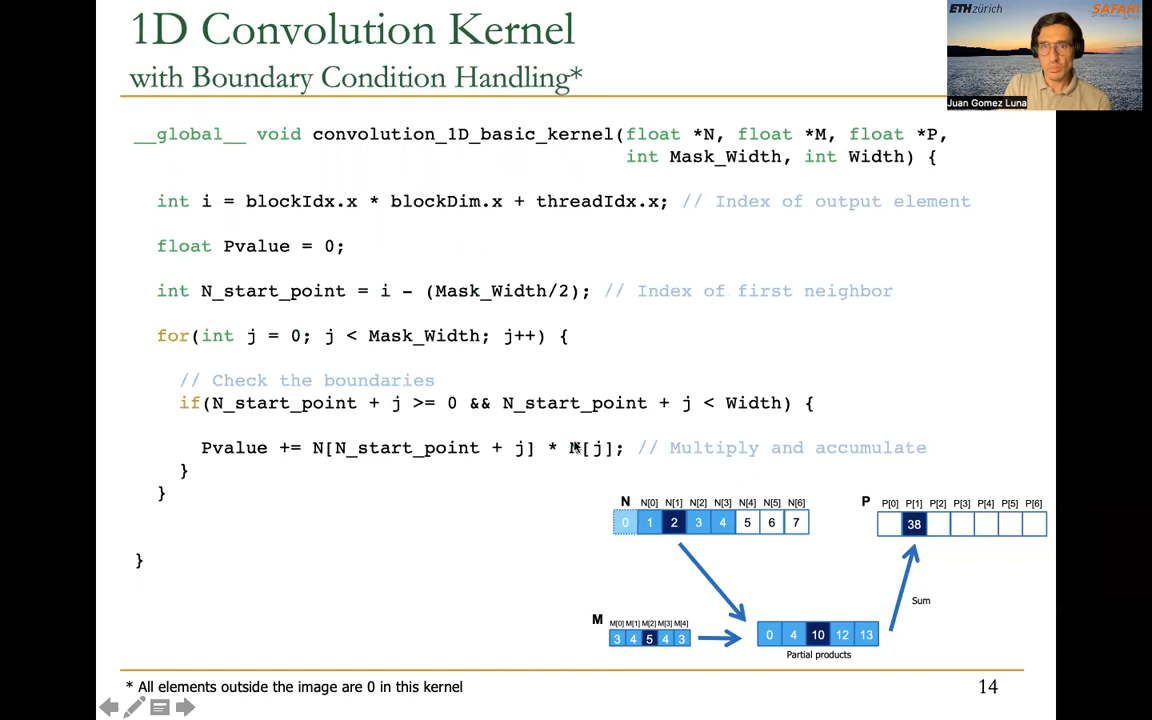 1D Convolution Kernel
with Boundary Condition Handling*
ETH zürich
SAFARI
Juan Gomez Luna
__global__ void convolution_1D_basic_kernel(float *N, float *M, float *P,
int Mask_Width, int Width) {
int i = blockIdx.x * blockDim.x + threadIdx.x; // Index of output element
float Pvalue = 0;
int N_start_point = i - (Mask_Width/2); // Index of first neighbor
for(int j = 0; j < Mask_Width; j++) {
// Check the boundaries
if(N_start_point + j >= 0 && N_start_point + j < Width) {
Pvalue += N[N_start_point + j] * M[j]; // Multiply and accumulate
}
}
}
N N[0] N[1] N[2] N[3] N[4] N[5] N[6]
0 1 2 3 4 5 6 7
P P[0] P[1] P[2] P[3] P[4] P[5] P[6]
38
Sum
M M[0] M[1] M[2] M[3] M[4]
3 4 5 4 3
0 4 10 12 13
Partial products
* All elements outside the image are 0 in this kernel
14